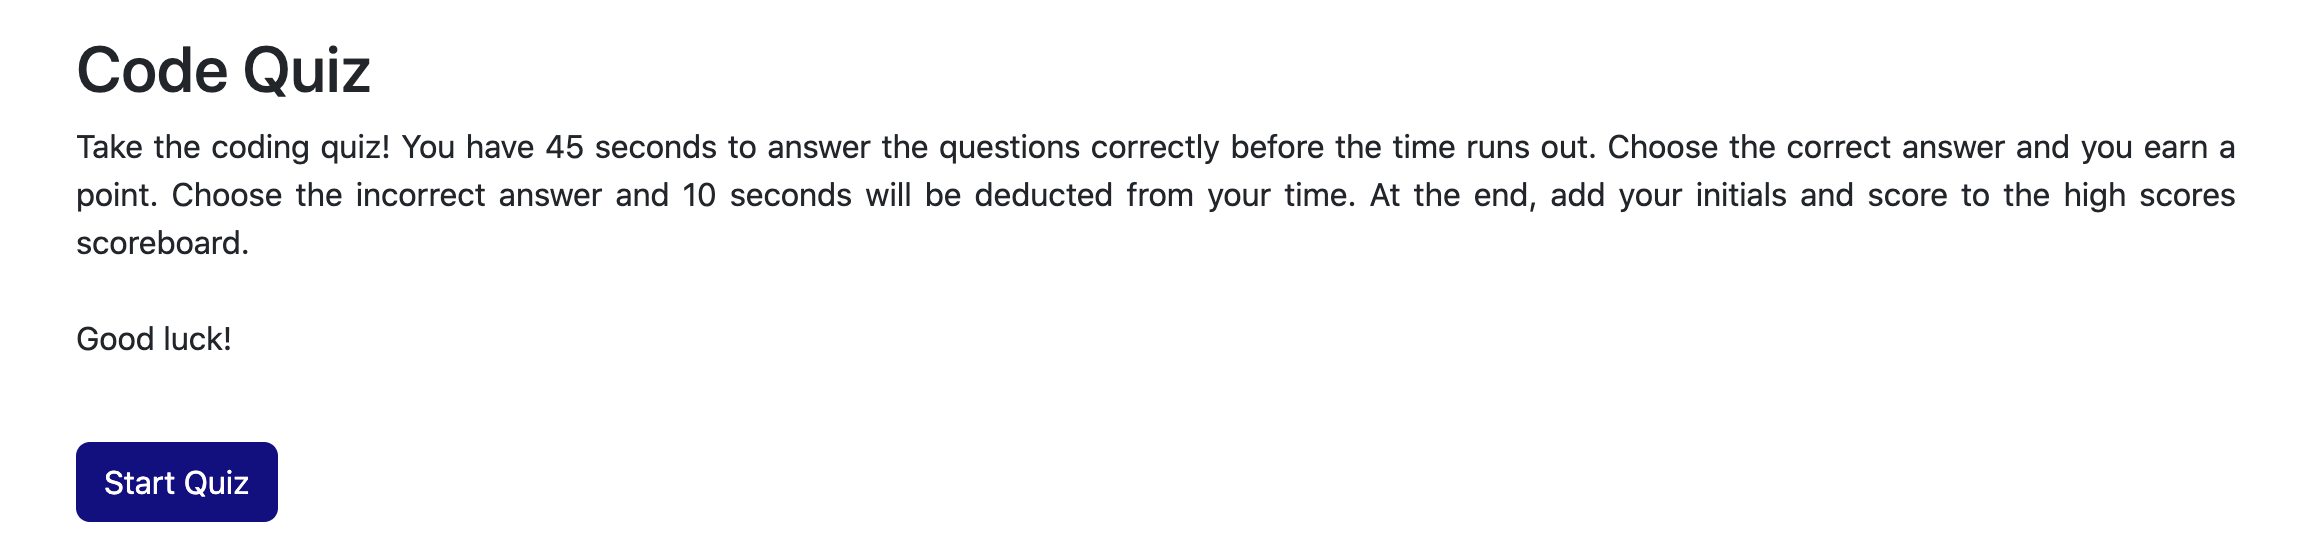 Code Quiz
Take the coding quiz! You have 45 seconds to answer the questions correctly before the time runs out. Choose the correct answer and you earn a
point. Choose the incorrect answer and 10 seconds will be deducted from your time. At the end, add your initials and score to the high scores
scoreboard.
Good luck!
Start Quiz